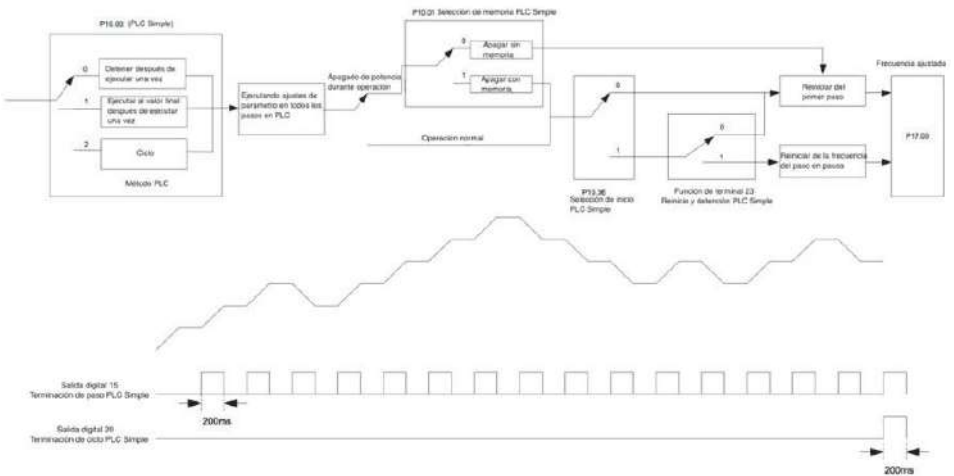 P10.00 (PLC Simple)
0
Detener después de
ejecutar una vez
1
Ejecutar al valor final
después de ejecutar
una vez
2
Ciclo
Método PLC
Ejecutando ajustes de
parámetro en todos los
pasos en PLC
Apagado de potencia
durante operación
P10.01 Selección de memoria PLC Simple
0
Apagar sin
memoria
1
Apagar con
memoria
Operación normal
0
1
P10.36
Selección de inicio
PLC Simple
0
1
Función de terminal 23
Reinicio y detención PLC Simple
Reiniciar del
primer paso
Reiniciar de la frecuencia
del paso en pausa
Frecuencia ajustada
P17.00
Salida digital 15
Terminación de paso PLC Simple
200ms
Salida digital 26
Terminación de ciclo PLC Simple
200ms